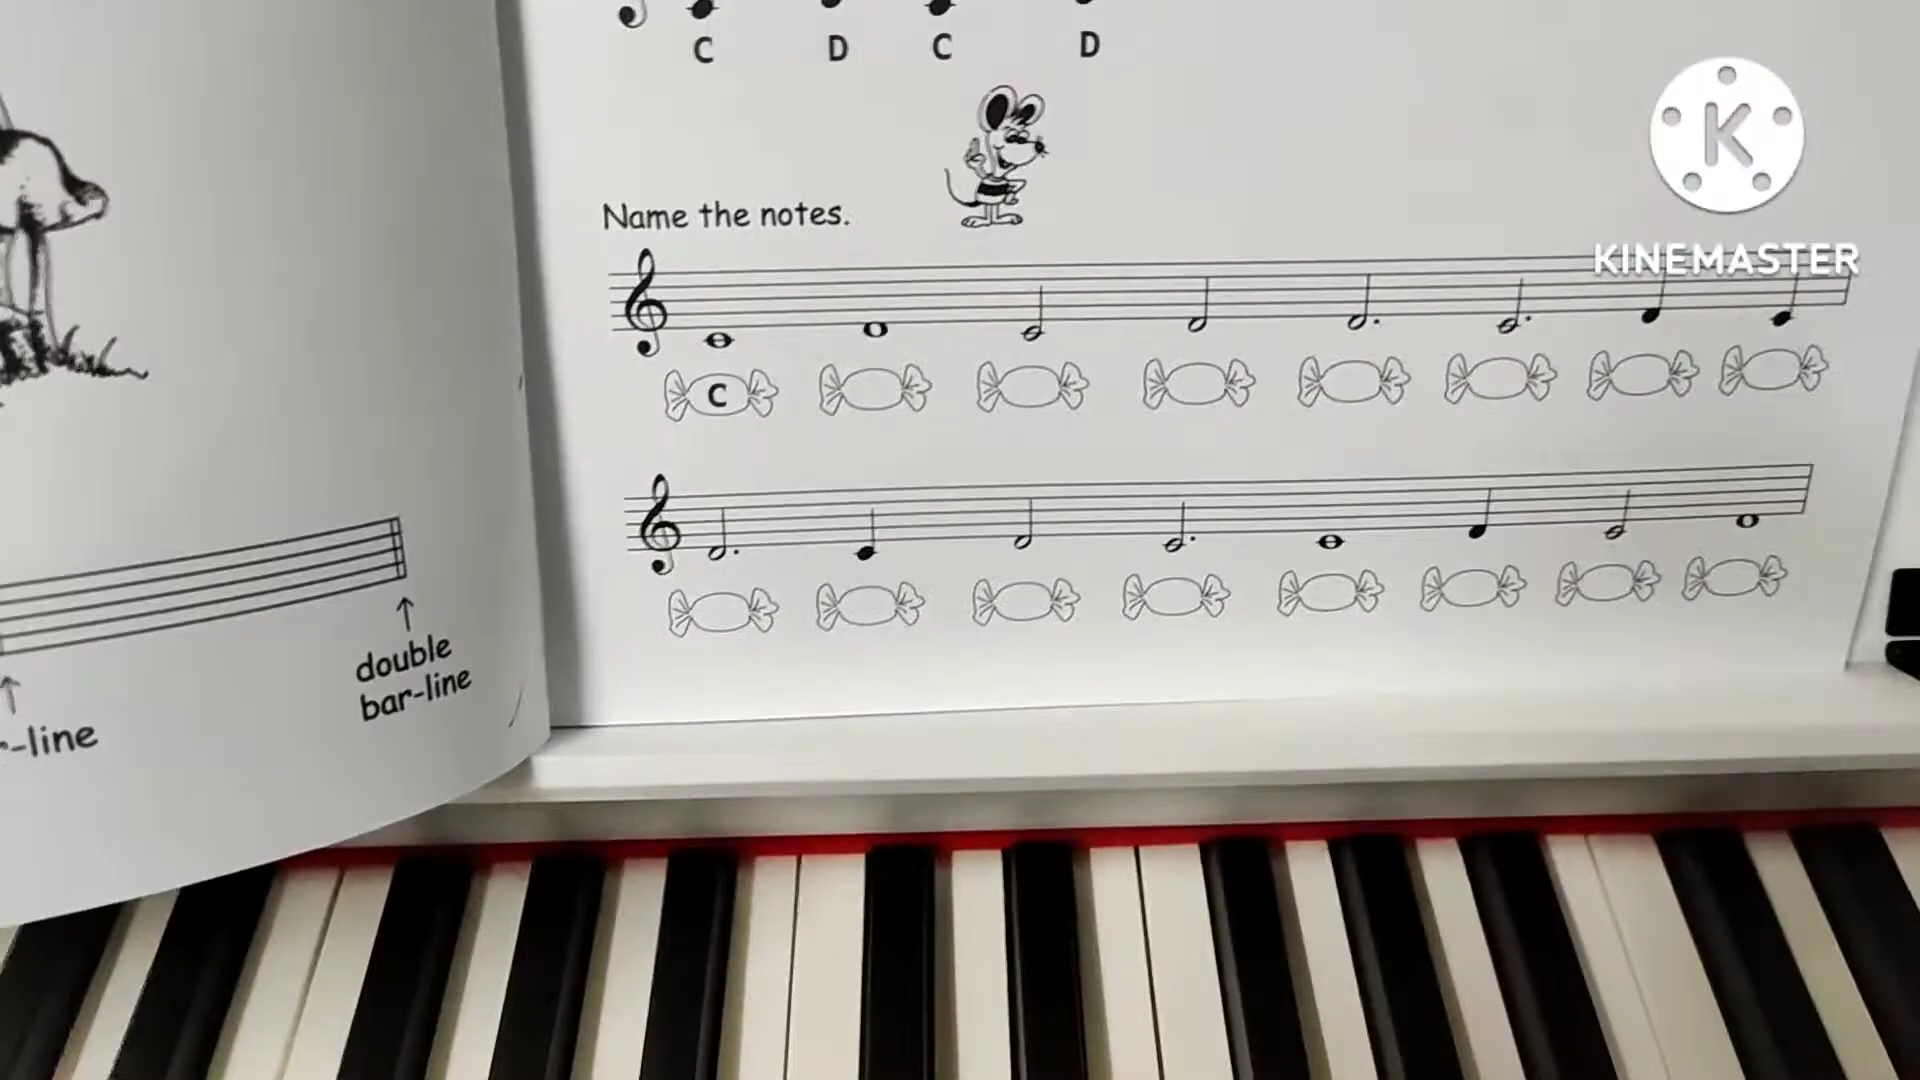 C D C D
Name the notes.
C
double
bar-line
-line
K
KINEMASTER